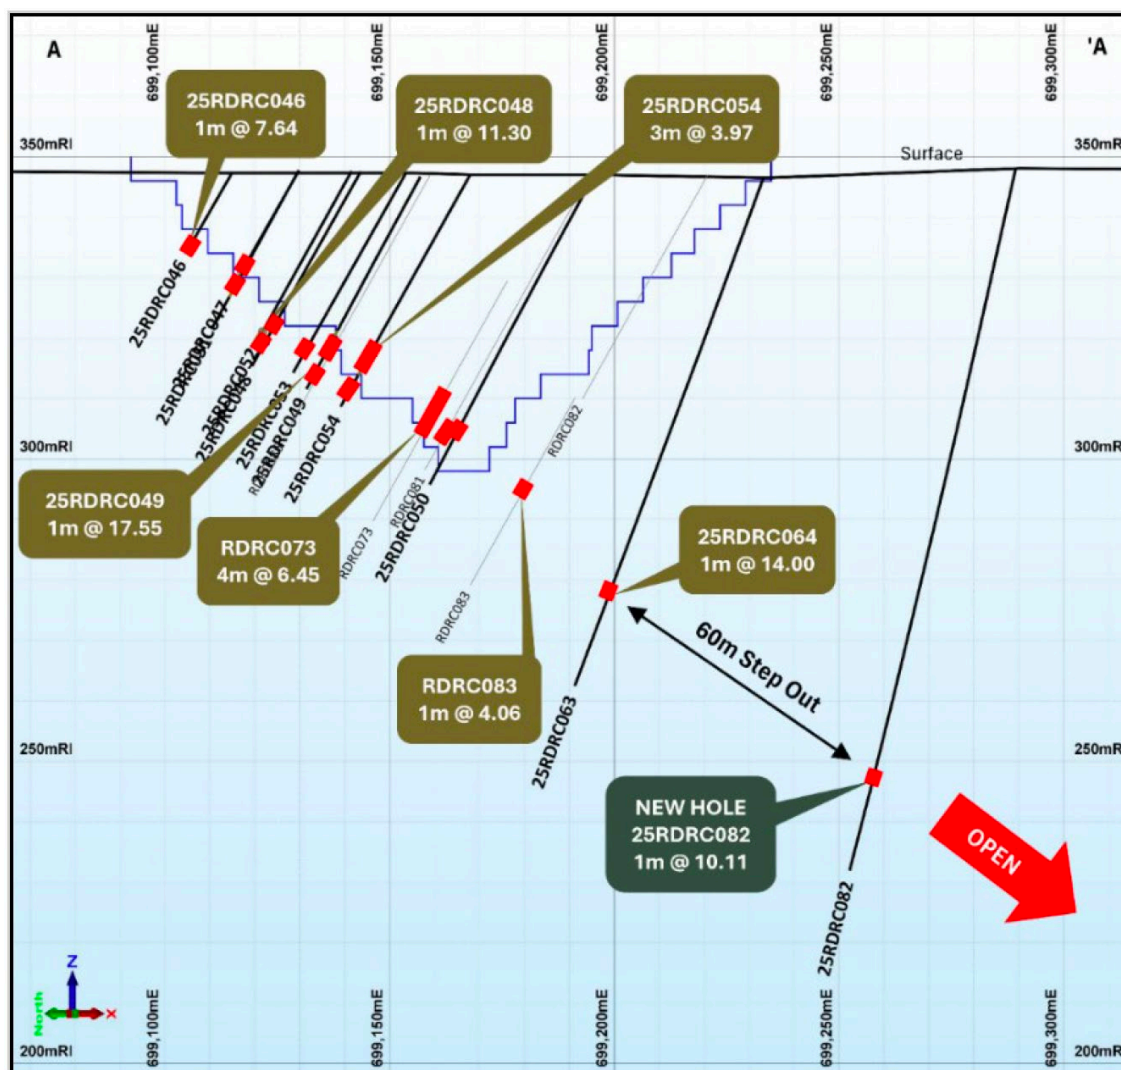 A
699,100mE
699,150mE
699,200mE
699,250mE
699,300mE
'A
25RDRC046
1m @ 7.64
25RDRC048
1m @ 11.30
25RDRC054
3m @ 3.97
350mRl
Surface
350mRl
25RDRC046
25RDRC047
25RDRC052
25RDRC048
25RDRC053
25RDRC049
25RDRC054
RDRC082
300mRl
300mRl
25RDRC049
1m @ 17.55
RDRC073
4m @ 6.45
RDRC073
RDRC081
25RDRC050
RDRC083
25RDRC064
1m @ 14.00
60m Step Out
RDRC083
1m @ 4.06
25RDRC063
250mRl
250mRl
NEW HOLE
25RDRC082
1m @ 10.11
OPEN
25RDRC082
Z
North
X
699,100mE
699,150mE
699,200mE
699,250mE
699,300mE
200mRl
200mRl